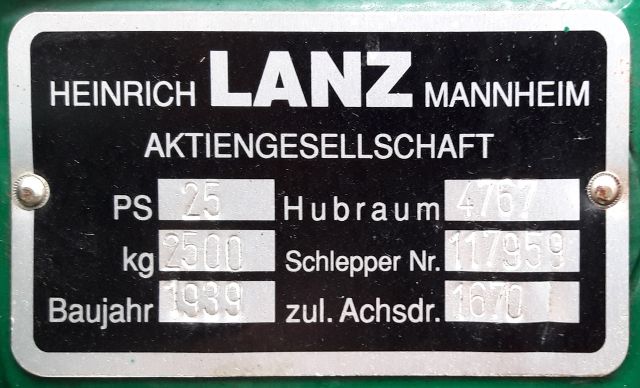 HEINRICH LANZ MANNHEIM
AKTIENGESELLSCHAFT
PS 25 Hubraum 4767
kg 2500 Schlepper Nr. 117959
Baujahr 1939 zul. Achsdr. 1670